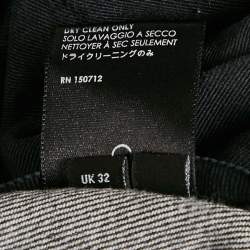 DRY CLEAN ONLY
SOLO LAVAGGIO A SECCO
NETTOYER À SEC SEULEMENT
ドライクリーニングのみ
RN 150712
UK 32